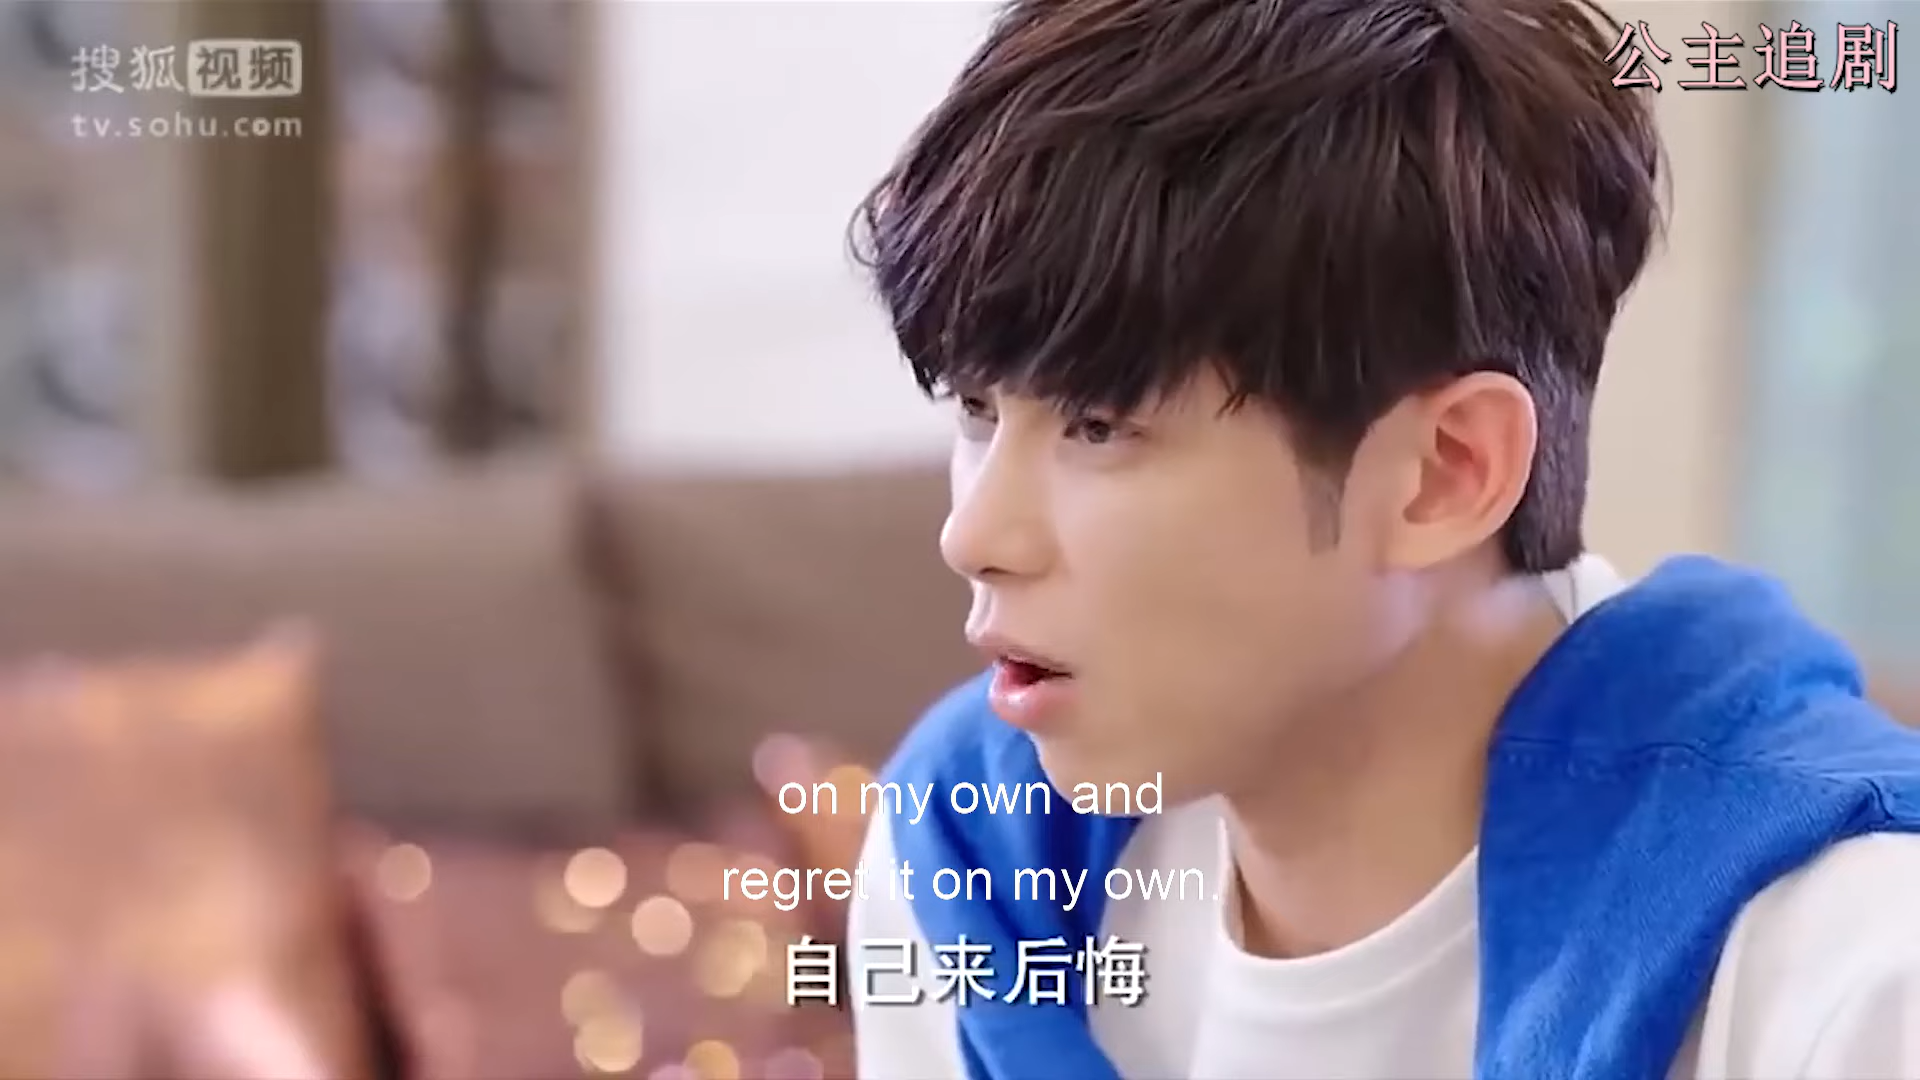 搜狐视频
tv.sohu.com
公主追剧
on my own and
regret it on my own.
自己来后悔